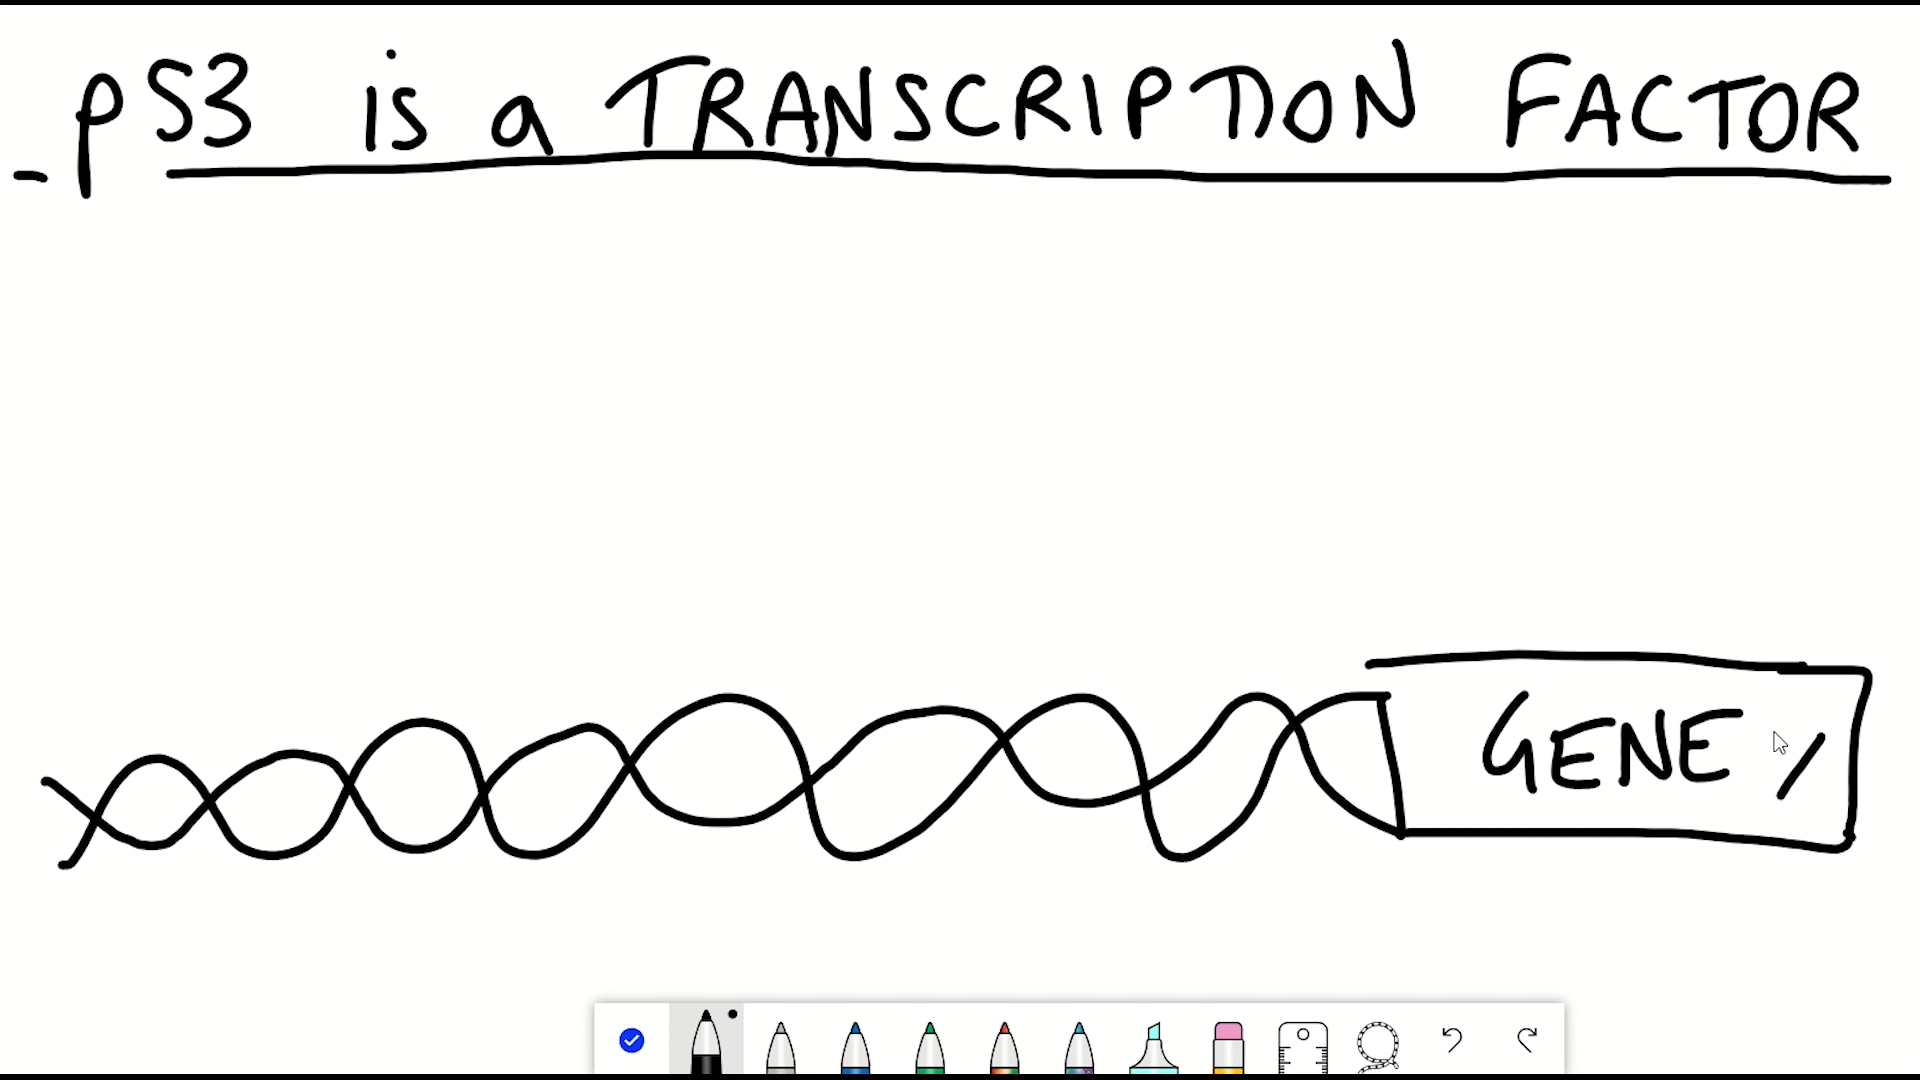 - p53 is a TRANSCRIPTION FACTOR
GENE